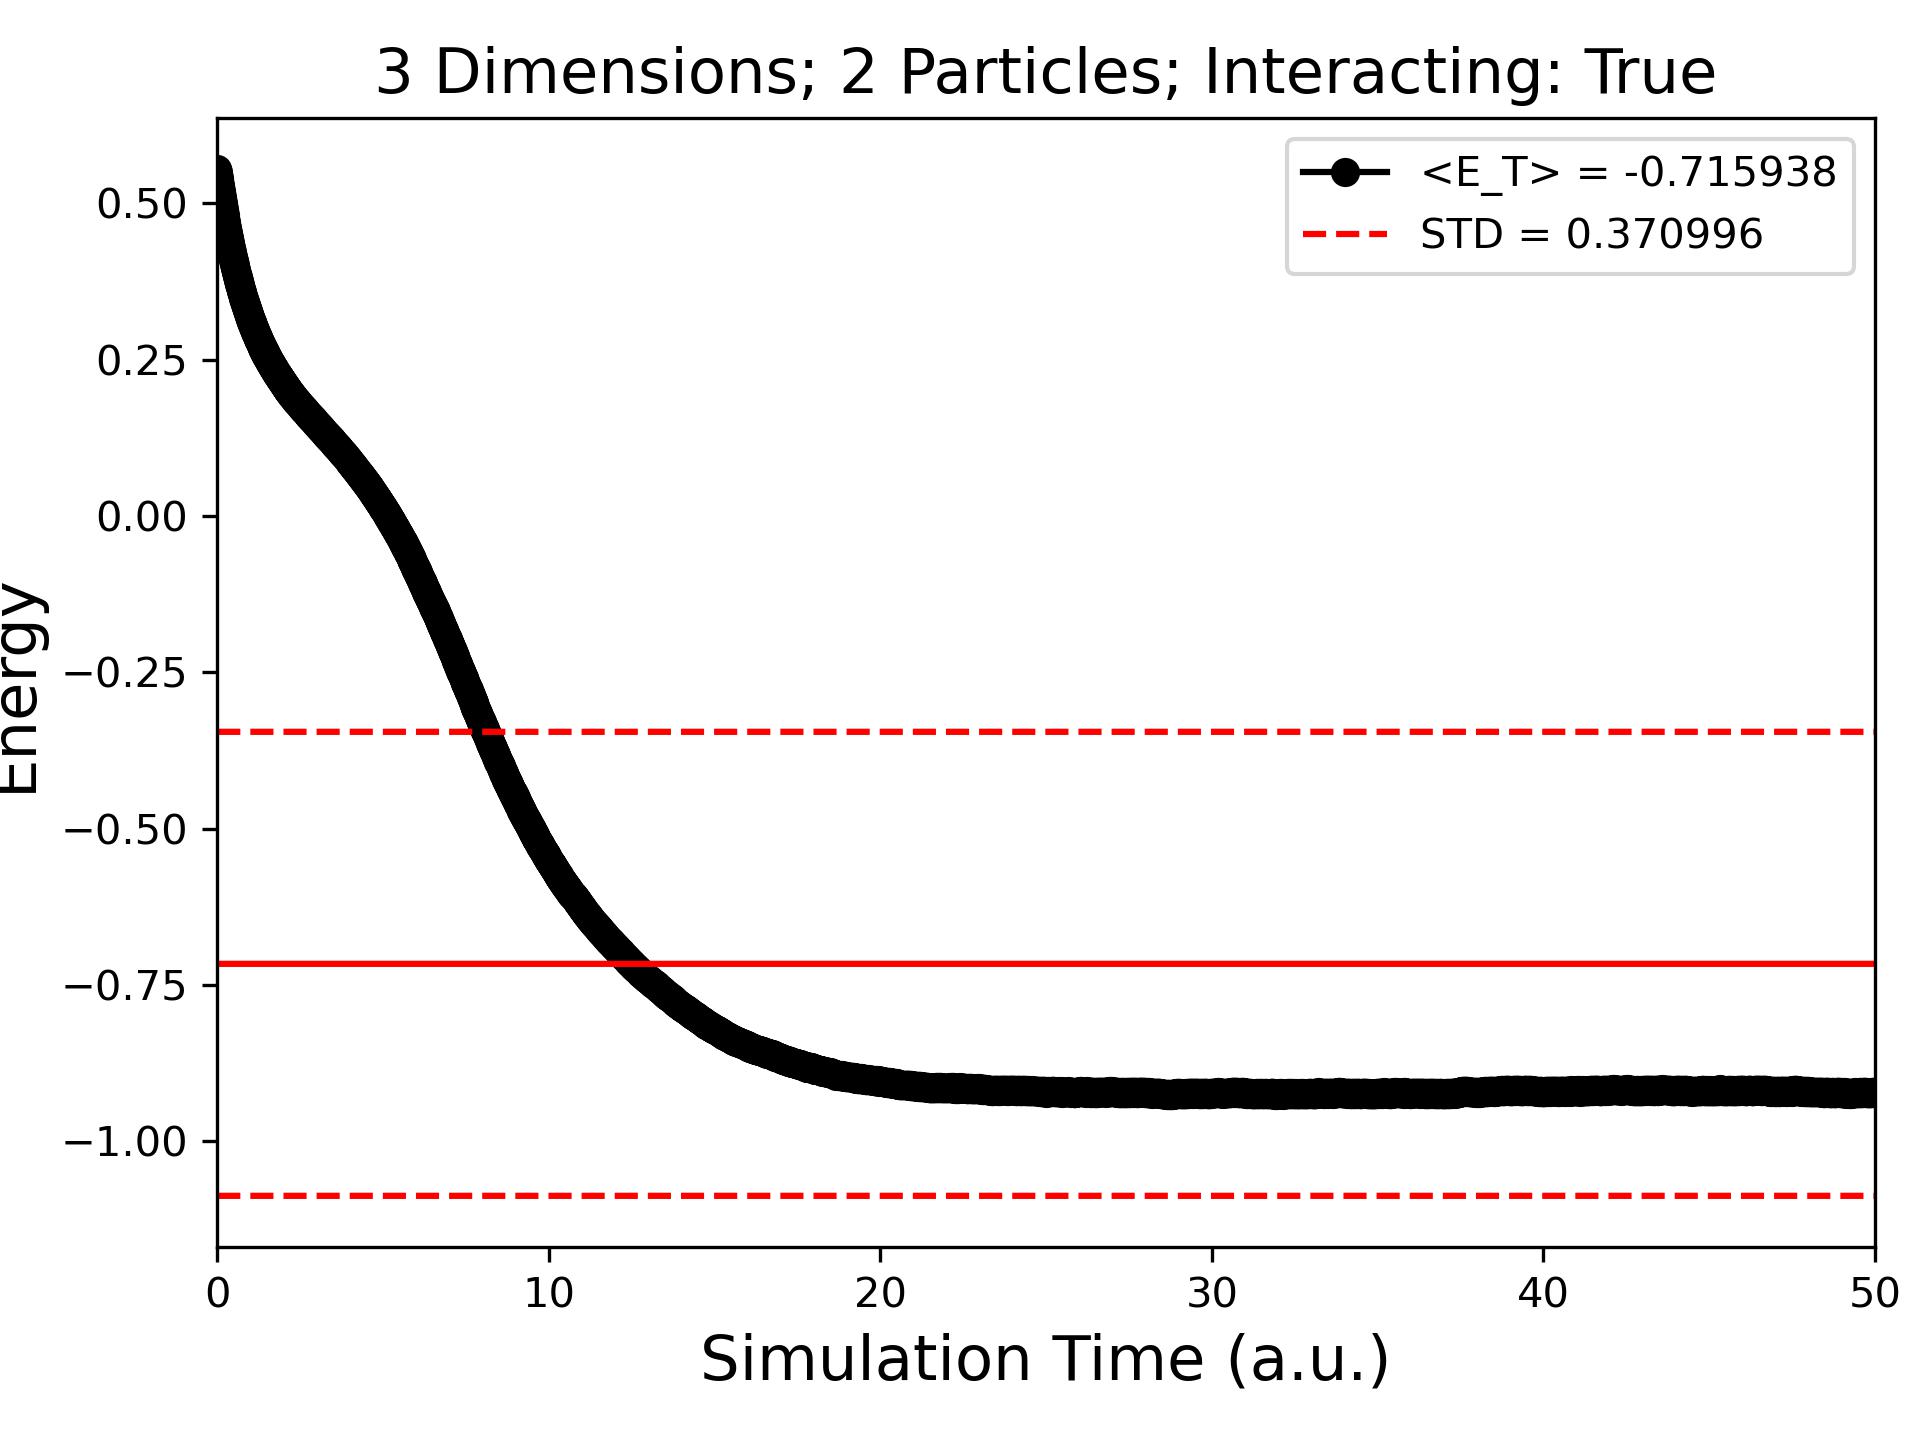 3 Dimensions; 2 Particles; Interacting: True
<E_T> = -0.715938
STD = 0.370996
0.50
0.25
0.00
−0.25
−0.50
−0.75
−1.00
Energy
0 10 20 30 40 50
Simulation Time (a.u.)